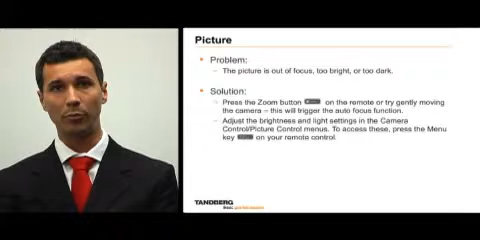 Picture
• Problem:
– The picture is out of focus, too bright, or too dark.
• Solution:
– Press the Zoom button on the remote or try gently moving
the camera – this will trigger the auto focus function.
– Adjust the brightness and light settings in the Camera
Control/Picture Control menus. To access these, press the Menu
key on your remote control.
TANDBERG